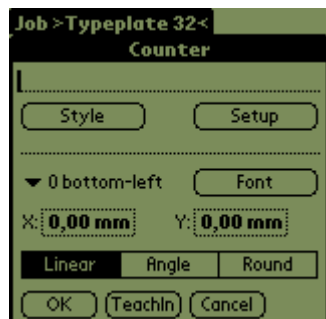 Job >Typeplate 32<
Counter
Style Setup
0 bottom-left Font
X: 0,00 mm Y: 0,00 mm
Linear Angle Round
OK TeachIn Cancel